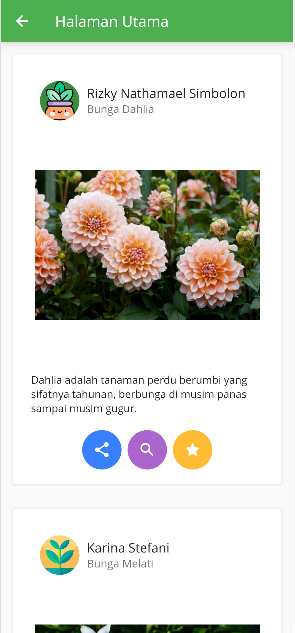 Halaman Utama
Rizky Nathamael Simbolon
Bunga Dahlia
Dahlia adalah tanaman perdu berumbi yang
sifatnya tahunan, berbunga di musim panas
sampai musim gugur.
Karina Stefani
Bunga Melati